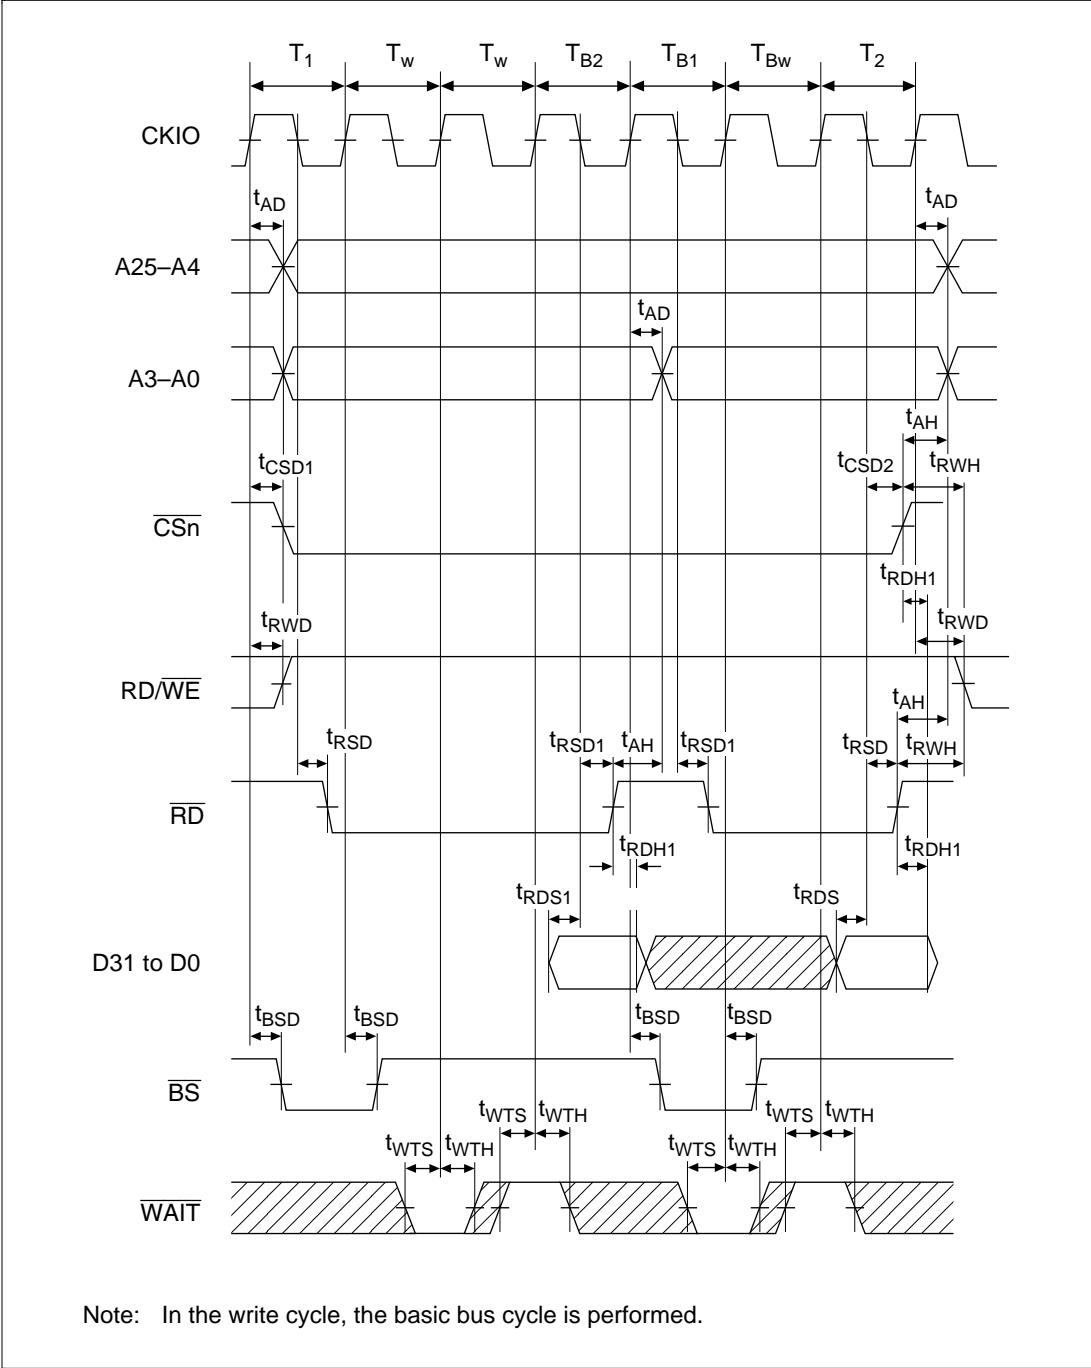 T1 Tw Tw TB2 TB1 TBw T2
CKIO
tAD tAD
A25–A4
tAD
A3–A0
tAH
tCSD1 tCSD2 tRWH
CSn
tRDH1
tRWD tRWD
RD/WE
tAH
tRSD tRSD1 tAH tRSD1 tRSD tRWH
RD
tRDH1 tRDH1
tRDS1 tRDS
D31 to D0
tBSD tBSD tBSD tBSD
BS
tWTS tWTH tWTS tWTH
tWTS tWTH tWTS tWTH
WAIT
Note: In the write cycle, the basic bus cycle is performed.